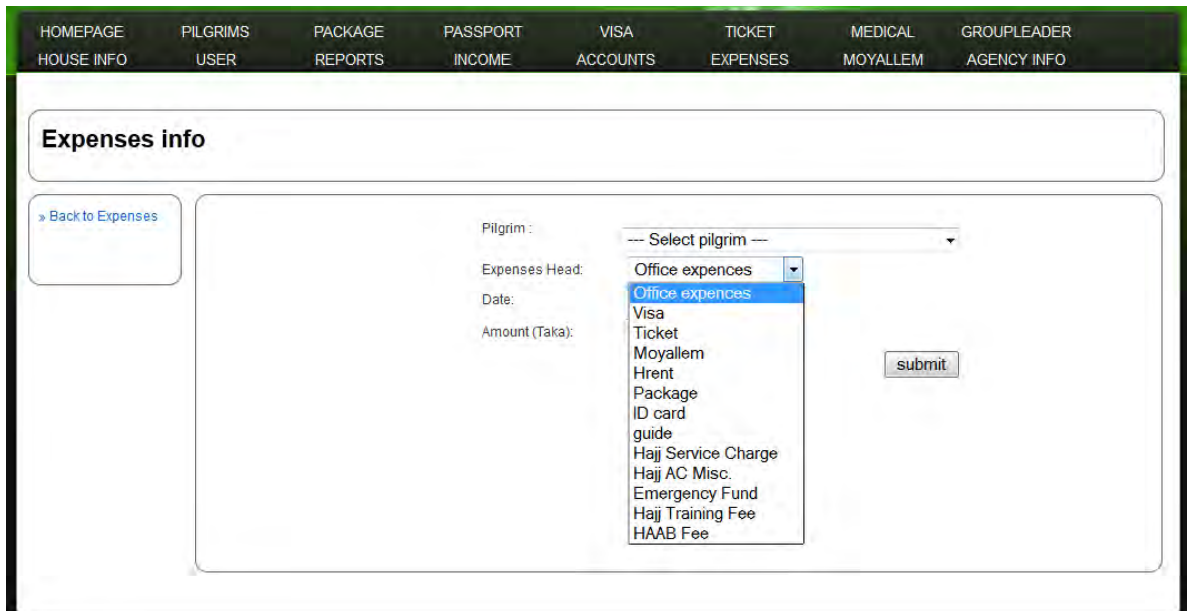 HOMEPAGE PILGRIMS PACKAGE PASSPORT VISA TICKET MEDICAL GROUPLEADER
HOUSE INFO USER REPORTS INCOME ACCOUNTS EXPENSES MOYALLEM AGENCY INFO
Expenses info
» Back to Expenses
Pilgrim :
--- Select pilgrim ---
Expenses Head:
Office expences
Date:
Amount (Taka):
Office expences
Visa
Ticket
Moyallem
Hrent
Package
ID card
guide
Hajj Service Charge
Hajj AC Misc.
Emergency Fund
Hajj Training Fee
HAAB Fee
submit